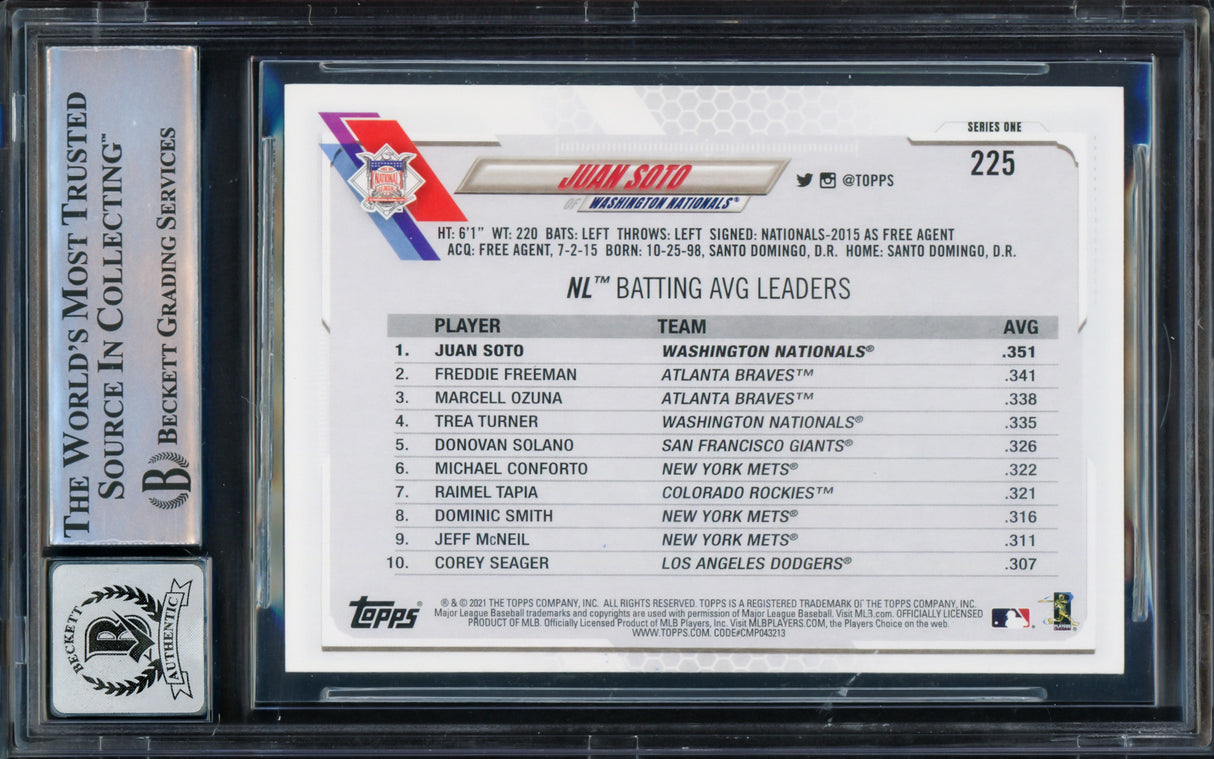 THE WORLD'S MOST TRUSTED
SOURCE IN COLLECTING™
B BECKETT GRADING SERVICES
BECKETT
B
AUTHENTIC
SERIES ONE
225
NATIONAL
JUAN SOTO
OF WASHINGTON NATIONALS®
@TOPPS
HT: 6'1" WT: 220 BATS: LEFT THROWS: LEFT SIGNED: NATIONALS-2015 AS FREE AGENT
ACQ: FREE AGENT, 7-2-15 BORN: 10-25-98, SANTO DOMINGO, D.R. HOME: SANTO DOMINGO, D.R.
NL™ BATTING AVG LEADERS
PLAYER TEAM AVG
1. JUAN SOTO WASHINGTON NATIONALS® .351
2. FREDDIE FREEMAN ATLANTA BRAVES™ .341
3. MARCELL OZUNA ATLANTA BRAVES™ .338
4. TREA TURNER WASHINGTON NATIONALS® .335
5. DONOVAN SOLANO SAN FRANCISCO GIANTS® .326
6. MICHAEL CONFORTO NEW YORK METS® .322
7. RAIMEL TAPIA COLORADO ROCKIES™ .321
8. DOMINIC SMITH NEW YORK METS® .316
9. JEFF McNEIL NEW YORK METS® .311
10. COREY SEAGER LOS ANGELES DODGERS® .307
Topps®
® & © 2021 THE TOPPS COMPANY, INC. ALL RIGHTS RESERVED. TOPPS IS A REGISTERED TRADEMARK OF THE TOPPS COMPANY, INC.
Major League Baseball trademarks and copyrights are used with permission of Major League Baseball. Visit MLB.com. OFFICIALLY LICENSED
PRODUCT OF MLB. Officially Licensed Product of MLB Players, Inc. Visit MLBPLAYERS.COM, the Players Choice on the web.
WWW.TOPPS.COM. CODE#CMP043213